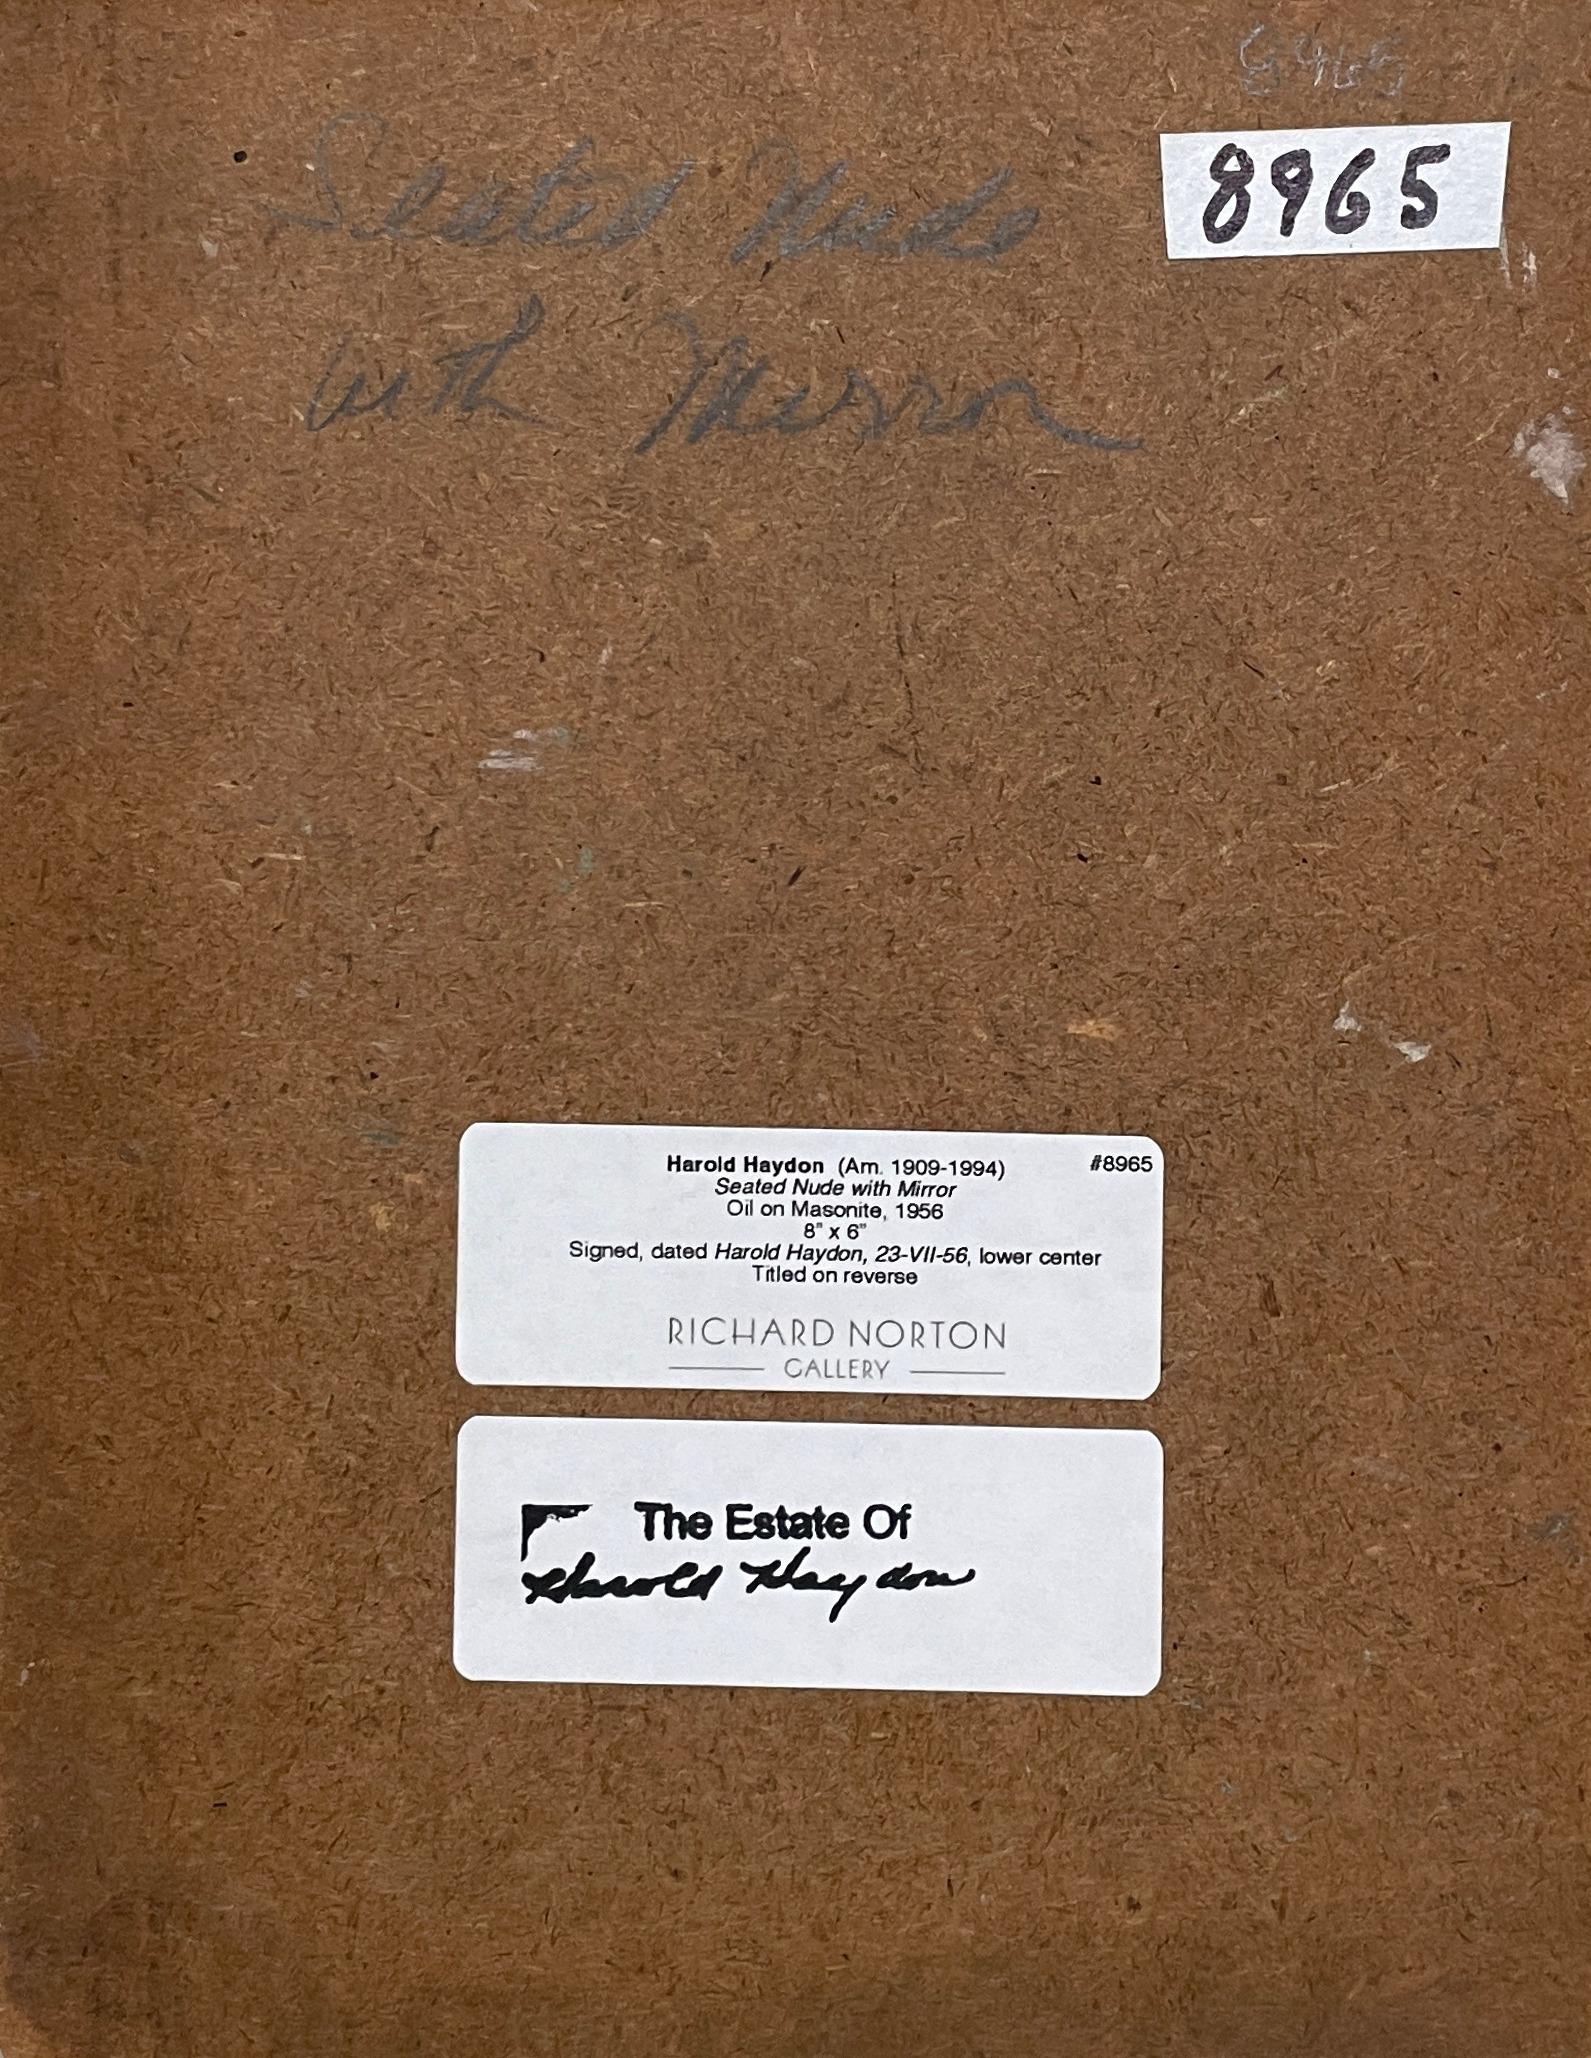 8965
8965
Seated Nude
with Mirror
Harold Haydon (Am. 1909-1994) #8965
Seated Nude with Mirror
Oil on Masonite, 1956
8" x 6"
Signed, dated Harold Haydon, 23-VII-56, lower center
Titled on reverse
RICHARD NORTON
GALLERY
The Estate Of
Harold Haydon